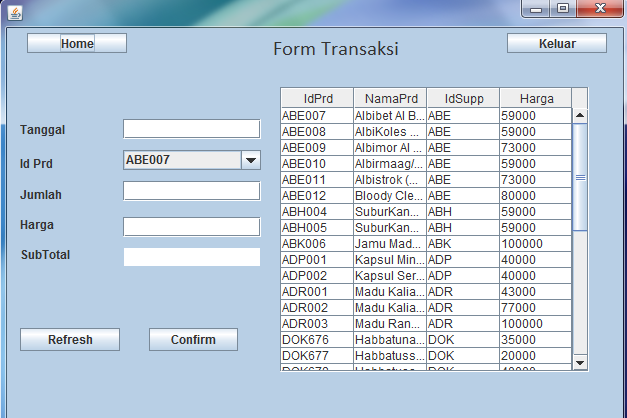 Home
Form Transaksi
Keluar
Tanggal
Id Prd
ABE007
Jumlah
Harga
SubTotal
Refresh
Confirm
IdPrd NamaPrd IdSupp Harga
ABE007 Albibet Al B... ABE 59000
ABE008 AlbiKoles ... ABE 59000
ABE009 Albimor Al ... ABE 73000
ABE010 Albirmaag/... ABE 59000
ABE011 Albistrok (... ABE 73000
ABE012 Bloody Cle... ABE 80000
ABH004 SuburKan... ABH 59000
ABH005 SuburKan... ABH 59000
ABK006 Jamu Mad... ABK 100000
ADP001 Kapsul Min... ADP 40000
ADP002 Kapsul Ser... ADP 40000
ADR001 Madu Kalia... ADR 43000
ADR002 Madu Kalia... ADR 77000
ADR003 Madu Ran... ADR 100000
DOK676 Habbatuna... DOK 35000
DOK677 Habbatuss... DOK 20000